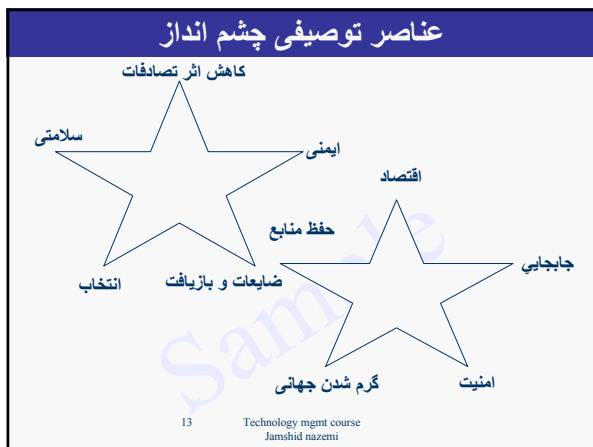 عناصر توصیفی چشم انداز
کاهش اثر تصادفات
سلامتی
ایمنی
اقتصاد
حفظ منابع
جابجايي
انتخاب
ضایعات و بازیافت
گرم شدن جهانی
امنیت
Sample
13
Technology mgmt course
Jamshid nazemi